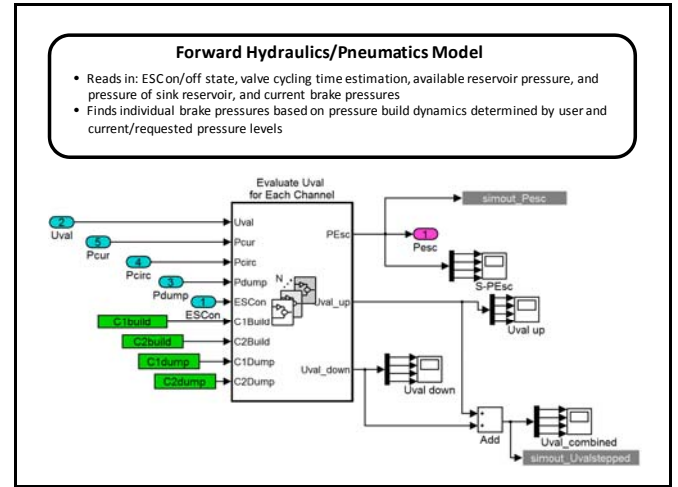 Forward Hydraulics/Pneumatics Model
• Reads in: ESC on/off state, valve cycling time estimation, available reservoir pressure, and
pressure of sink reservoir, and current brake pressures
• Finds individual brake pressures based on pressure build dynamics determined by user and
current/requested pressure levels
Evaluate Uval
for Each Channel
simout_Pesc
2
Uval
Uval
5
Pcur
Pcur
PEsc
1
Pesc
4
Pcirc
Pcirc
3
Pdump
Pdump
N
S-PEsc
1
ESCon
ESCon
Uval_up
Uval up
C1build
C1Build
C2build
C2Build
C1dump
C1Dump
Uval_down
Uval down
C2dump
C2Dump
+
+
Add
Uval_combined
simout_Uvalstepped